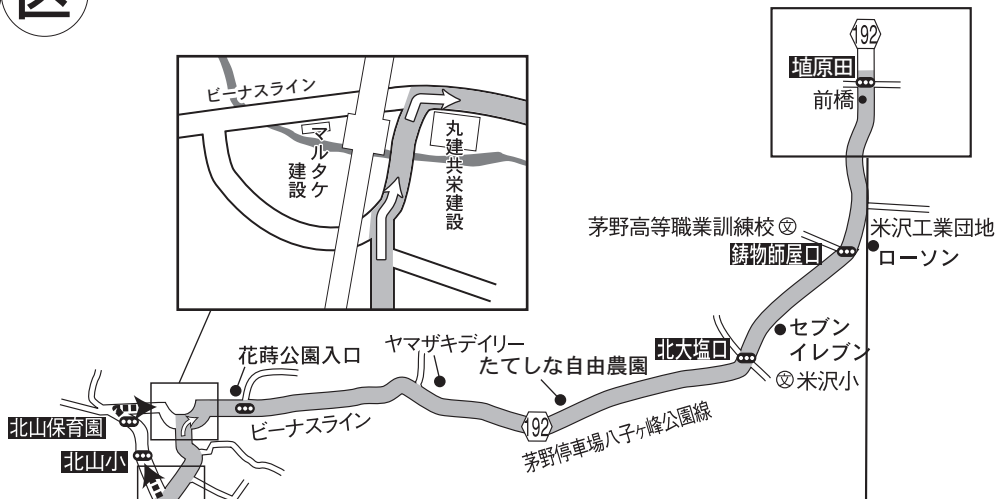 区
192
埴原田
前橋
ビーナスライン
マルタケ
建設
丸建共栄建設
茅野高等職業訓練校 文
米沢工業団地
鋳物師屋口
ローソン
セブン
イレブン
北大塩口
文 米沢小
花蒔公園入口
ヤマザキデイリー
たてしな自由農園
192
ビーナスライン
茅野停車場八子ヶ峰公園線
北山保育園
北山小